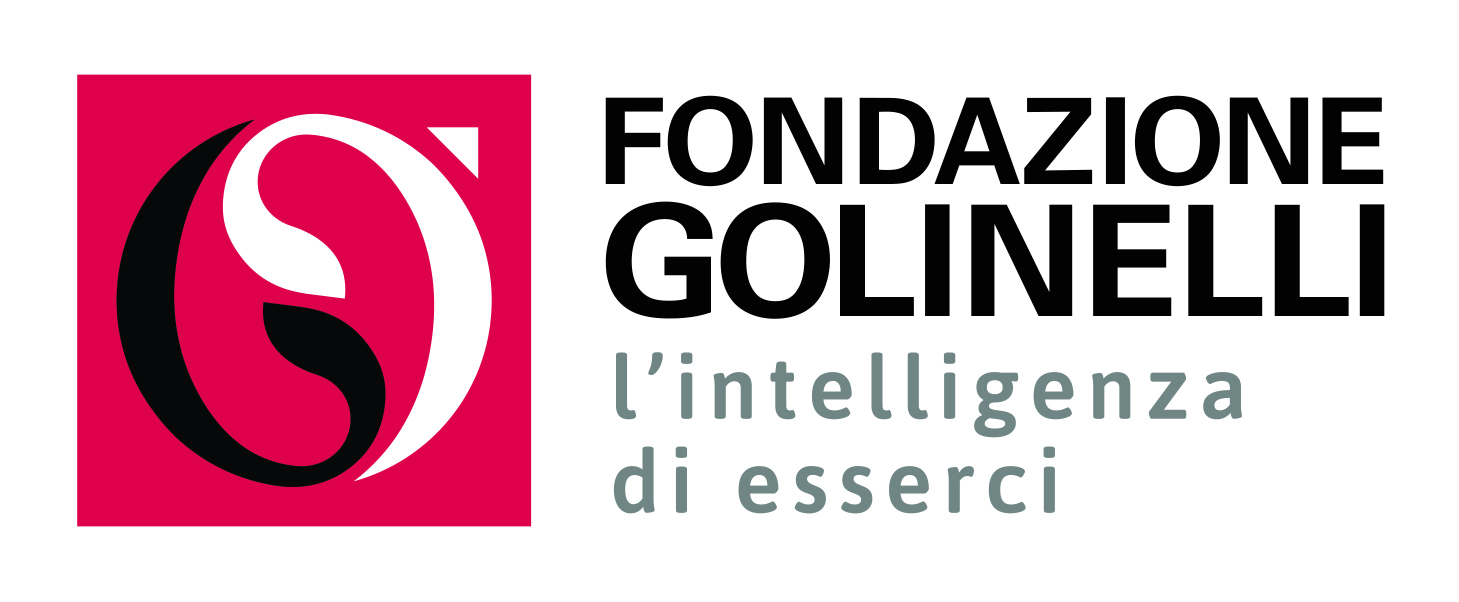 FONDAZIONE
GOLINELLI
l’intelligenza
di esserci